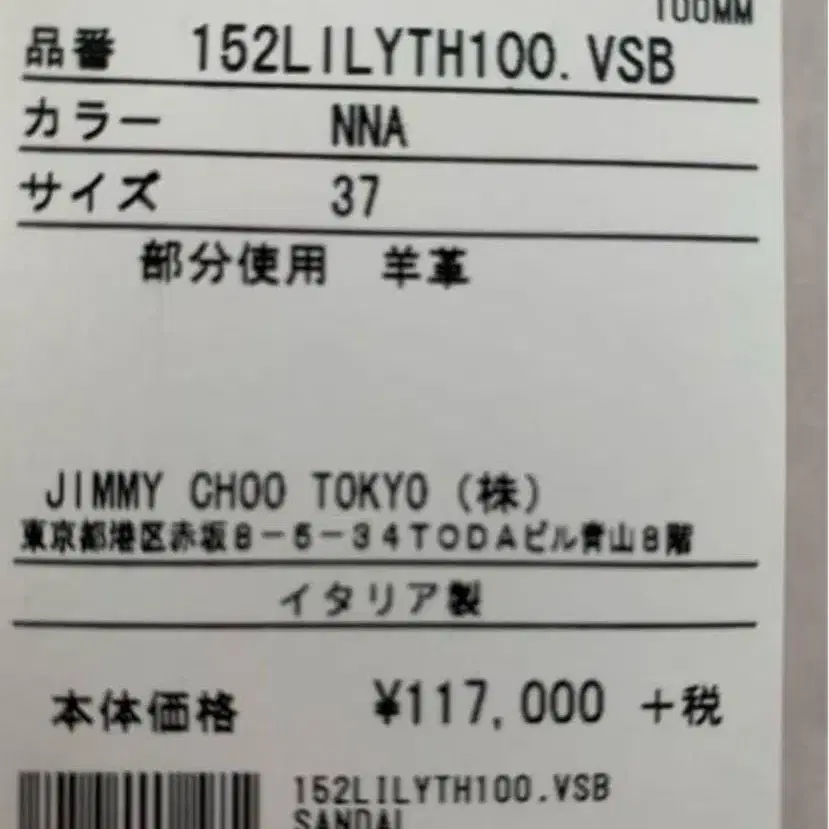 100MM
品番 152LILYTH100.VSB
カラー NNA
サイズ 37
部分使用 羊革
JIMMY CHOO TOKYO (株)
東京都港区赤坂8-5-34TODAビル青山8階
イタリア製
本体価格 ¥117,000 +税
152LILYTH100.VSB
SANDAL